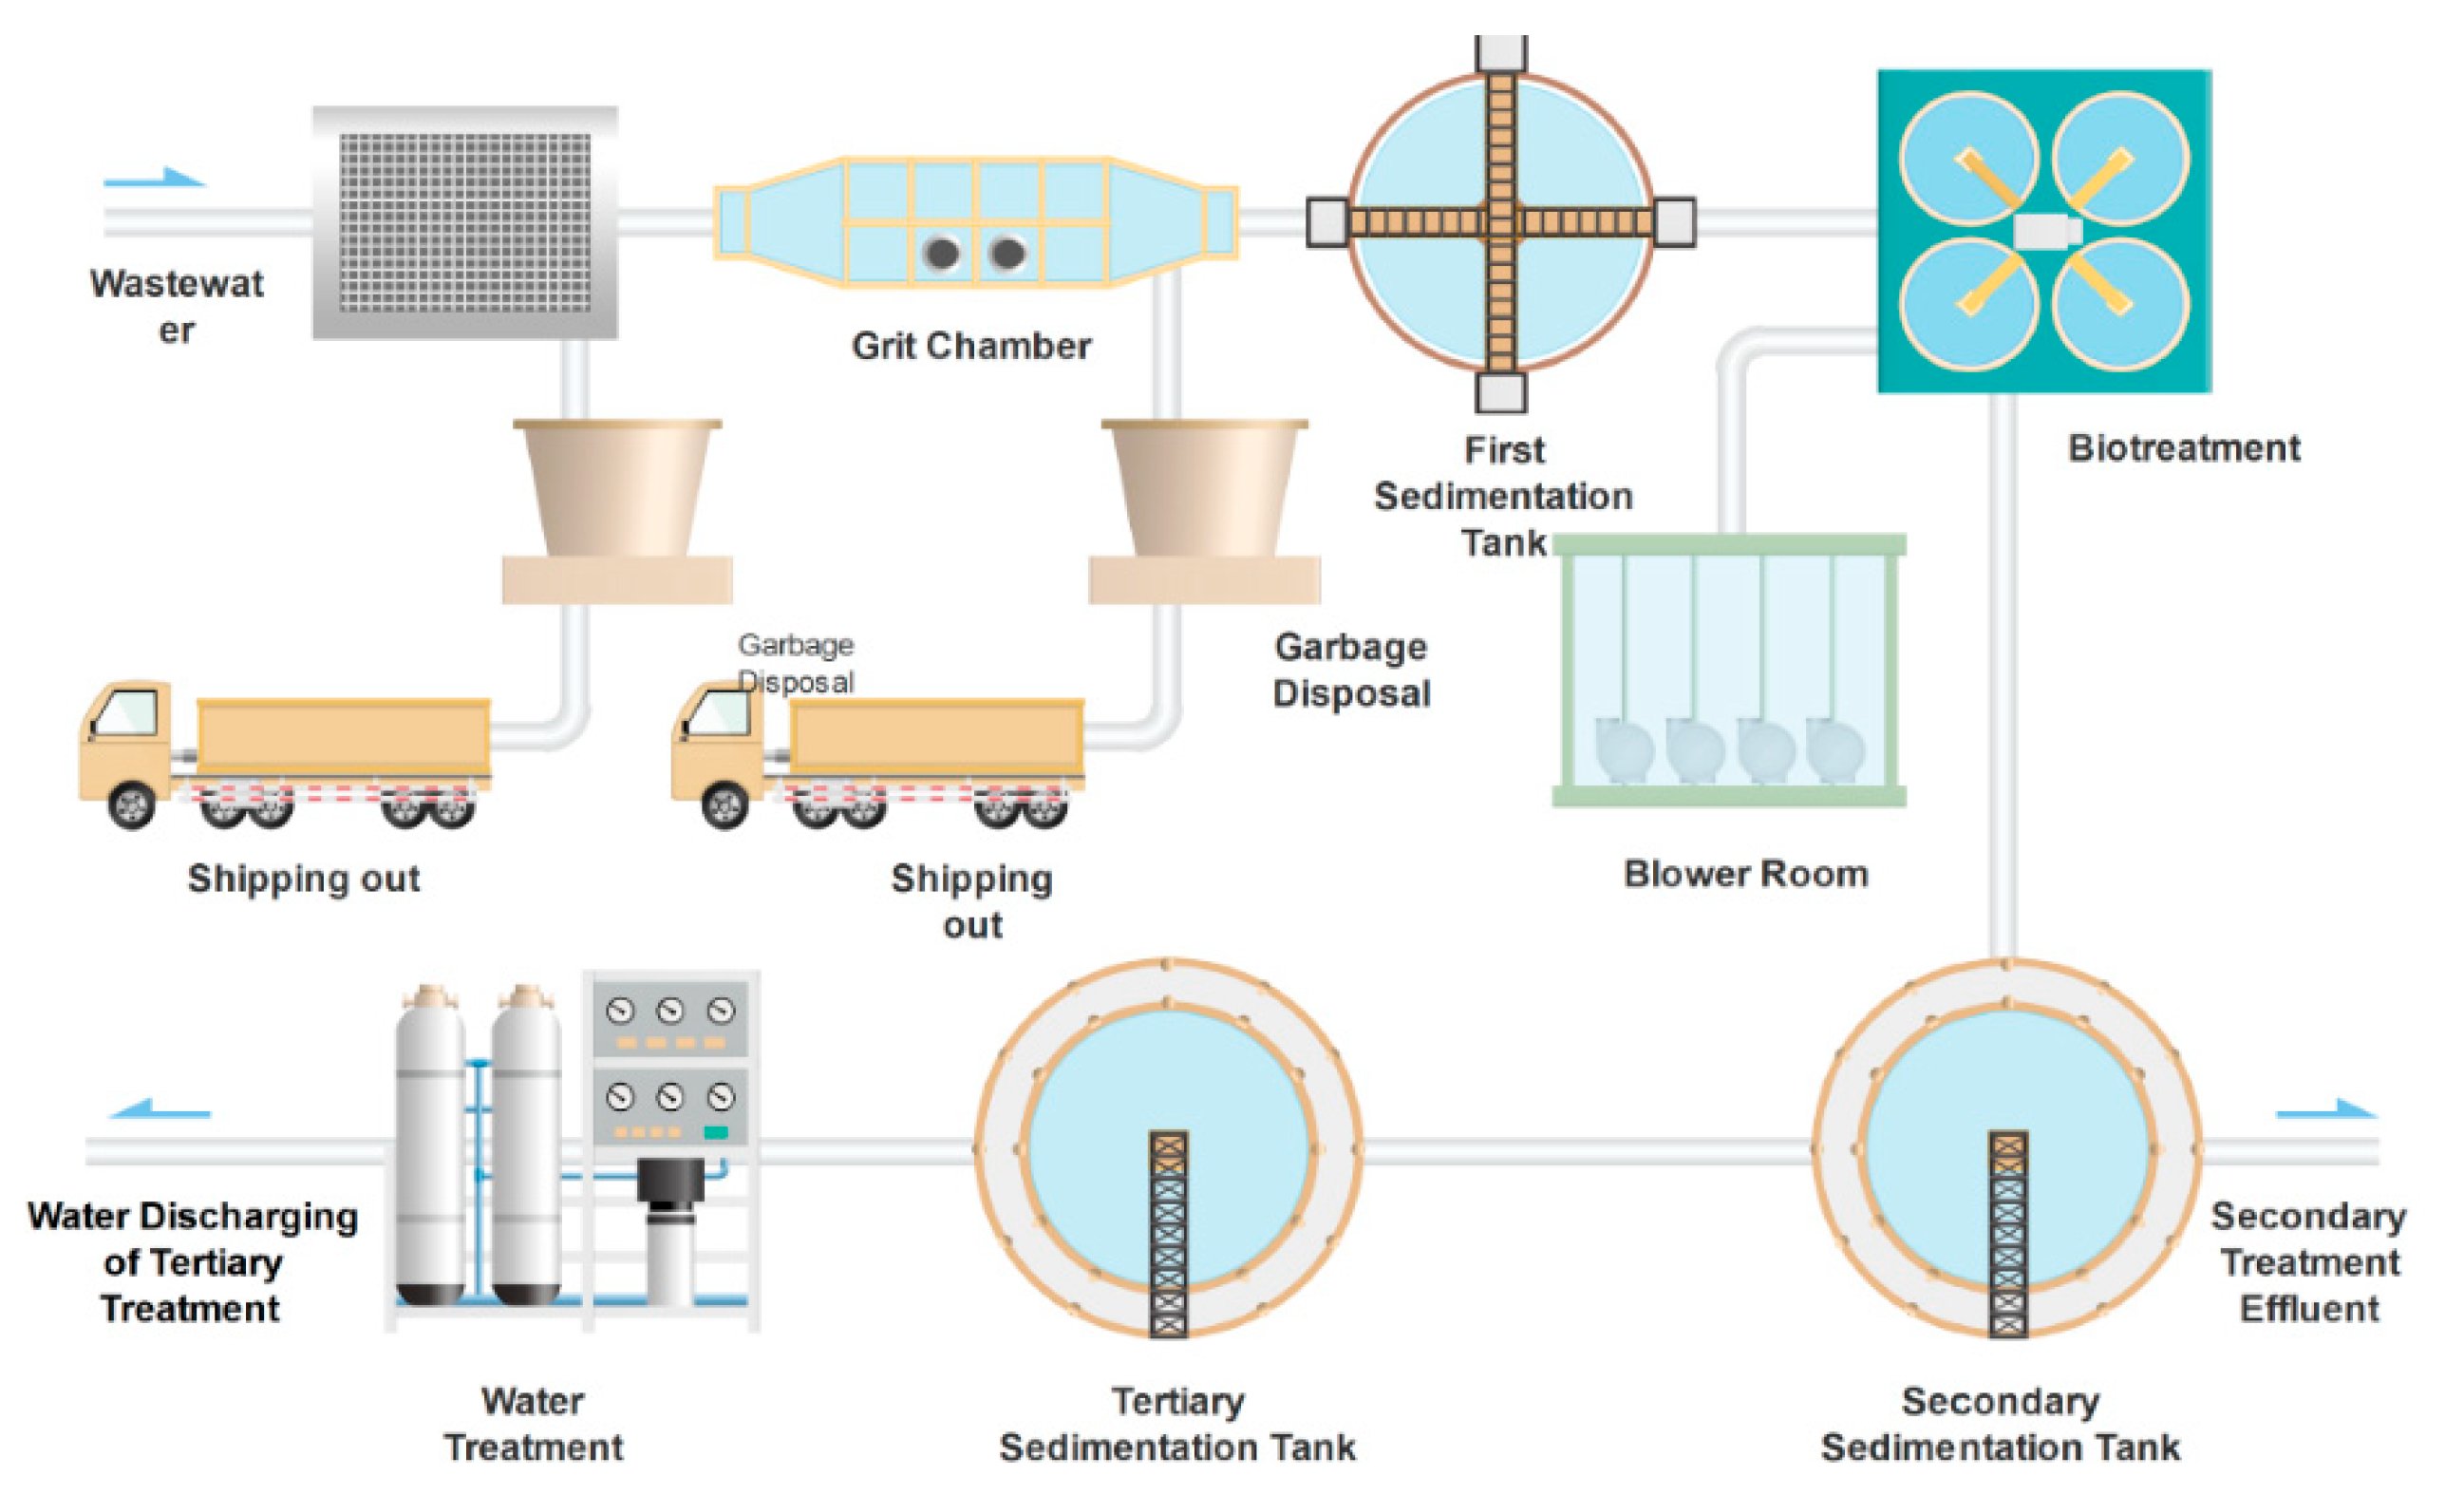 Wastewat
er
Grit Chamber
First
Sedimentation
Tank
Biotreatment
Garbage
Disposal
Garbage
Disposal
Shipping out
Shipping
out
Blower Room
Water Discharging
of Tertiary
Treatment
Water
Treatment
Tertiary
Sedimentation Tank
Secondary
Sedimentation Tank
Secondary
Treatment
Effluent